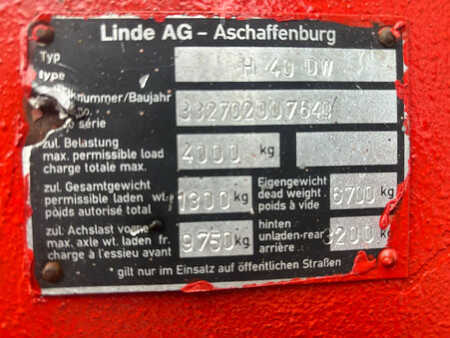 Linde AG – Aschaffenburg
Typ
type
H 40 DW
nummer/Baujahr
série
zul. Belastung
max. permissible load
charge totale max.
4000 kg
zul. Gesamtgewicht
permissible laden wt.
poids autorisé total
1300 kg
Eigengewicht
dead weight
poids à vide
6700 kg
zul. Achslast
max. axle wt. laden fr.
charge à l'essieu avant
9750 kg
hinten
unladen-rear
arrière
3200 kg
* gilt nur im Einsatz auf öffentlichen Straßen